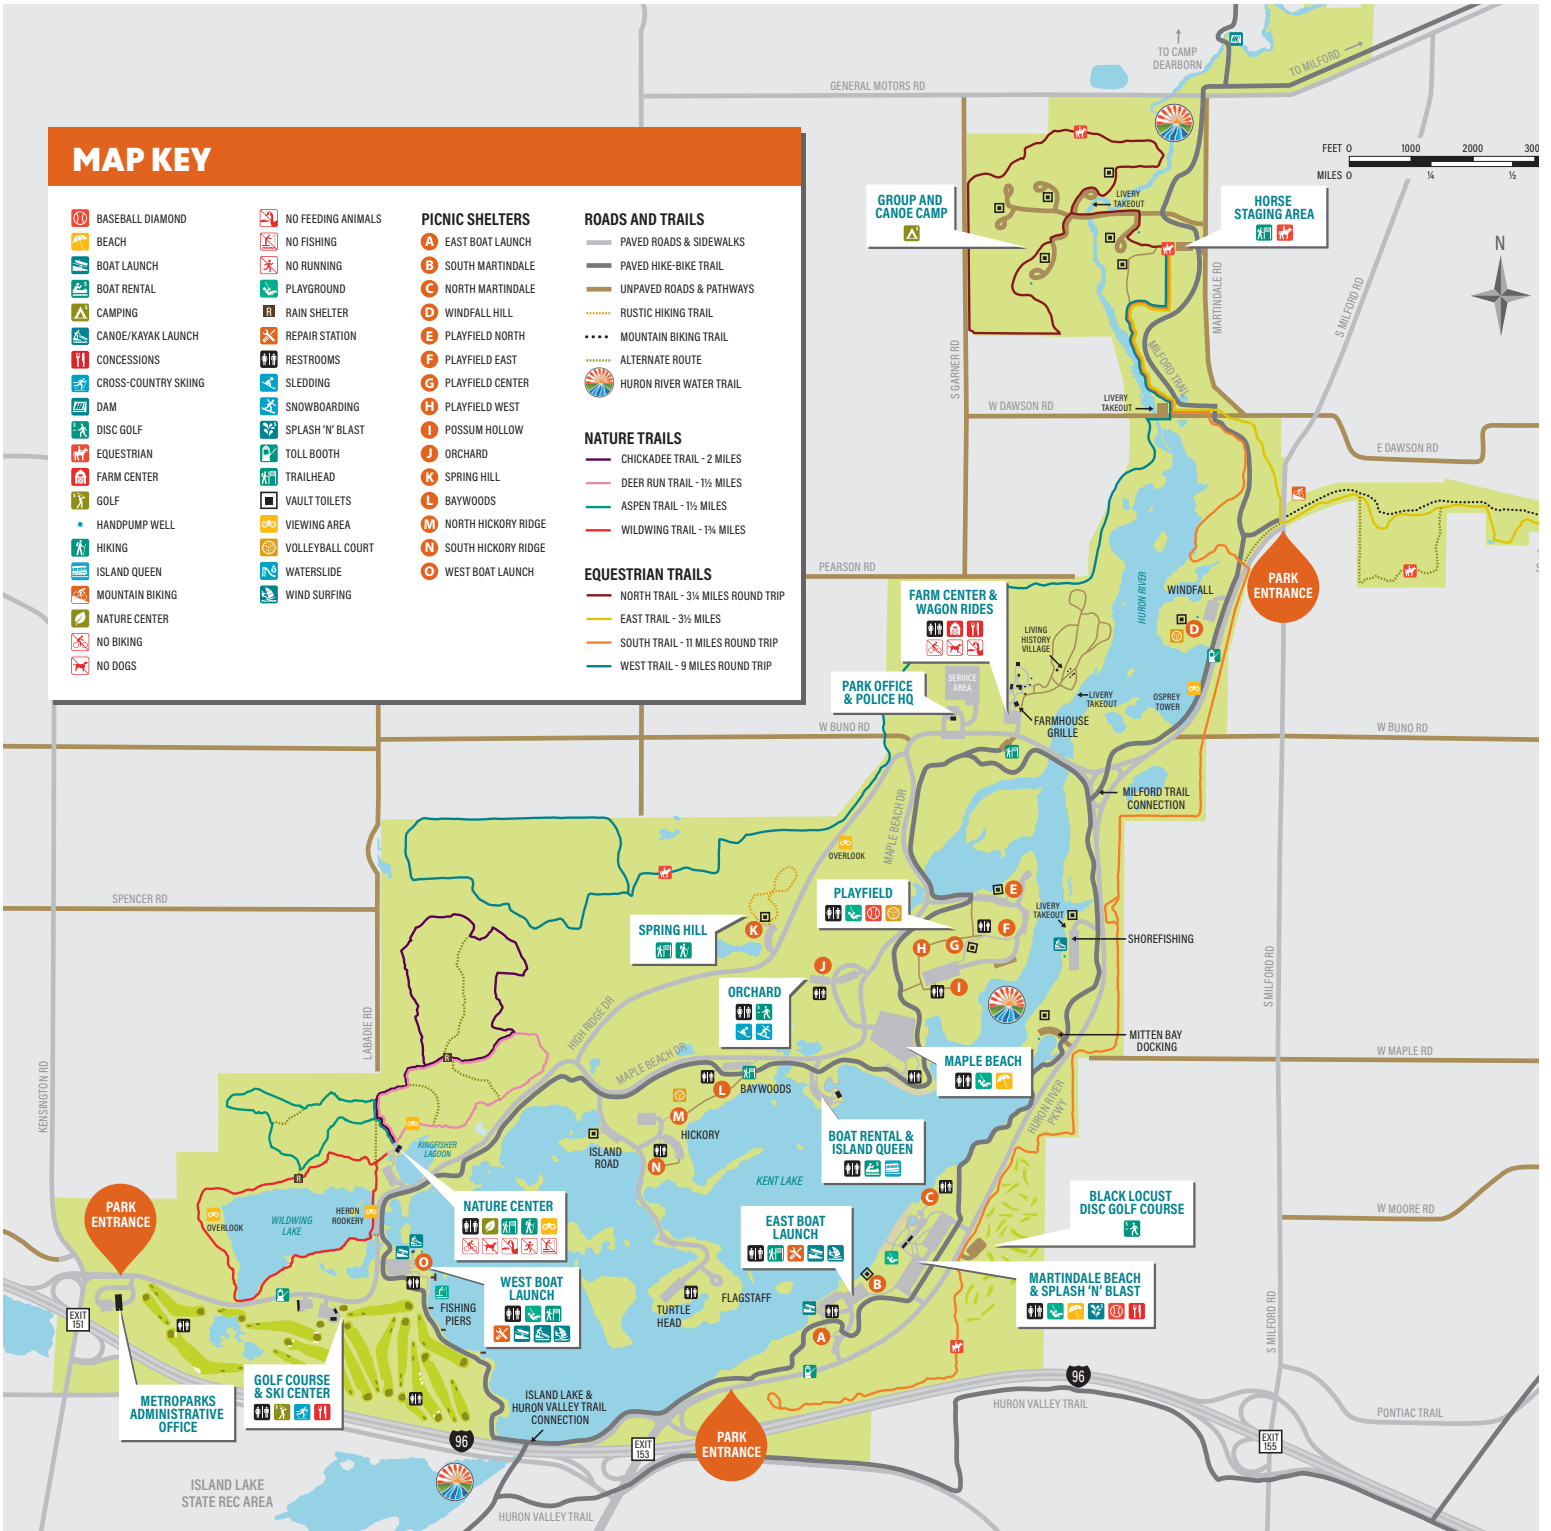 MAP KEY
BASEBALL DIAMOND
BEACH
BOAT LAUNCH
BOAT RENTAL
CAMPING
CANOE/KAYAK LAUNCH
CONCESSIONS
CROSS-COUNTRY SKIING
DAM
DISC GOLF
EQUESTRIAN
FARM CENTER
GOLF
HANDPUMP WELL
HIKING
ISLAND QUEEN
MOUNTAIN BIKING
NATURE CENTER
NO BIKING
NO DOGS
NO FEEDING ANIMALS
NO FISHING
NO RUNNING
PLAYGROUND
R RAIN SHELTER
REPAIR STATION
RESTROOMS
SLEDDING
SNOWBOARDING
SPLASH 'N' BLAST
TOLL BOOTH
TRAILHEAD
VAULT TOILETS
VIEWING AREA
VOLLEYBALL COURT
WATERSLIDE
WIND SURFING
PICNIC SHELTERS
A EAST BOAT LAUNCH
B SOUTH MARTINDALE
C NORTH MARTINDALE
D WINDFALL HILL
E PLAYFIELD NORTH
F PLAYFIELD EAST
G PLAYFIELD CENTER
H PLAYFIELD WEST
I POSSUM HOLLOW
J ORCHARD
K SPRING HILL
L BAYWOODS
M NORTH HICKORY RIDGE
N SOUTH HICKORY RIDGE
O WEST BOAT LAUNCH
ROADS AND TRAILS
PAVED ROADS & SIDEWALKS
PAVED HIKE-BIKE TRAIL
UNPAVED ROADS & PATHWAYS
RUSTIC HIKING TRAIL
MOUNTAIN BIKING TRAIL
ALTERNATE ROUTE
HURON RIVER WATER TRAIL
NATURE TRAILS
CHICKADEE TRAIL - 2 MILES
DEER RUN TRAIL - 1½ MILES
ASPEN TRAIL - 1½ MILES
WILDWING TRAIL - 1¾ MILES
EQUESTRIAN TRAILS
NORTH TRAIL - 3¼ MILES ROUND TRIP
EAST TRAIL - 3½ MILES
SOUTH TRAIL - 11 MILES ROUND TRIP
WEST TRAIL - 9 MILES ROUND TRIP
TO CAMP
DEARBORN
TO MILFORD
GENERAL MOTORS RD
FEET 0 1000 2000 300
MILES 0 ¼ ½
N
GROUP AND
CANOE CAMP
LIVERY
TAKEOUT
HORSE
STAGING AREA
MARTINDALE RD
S MILFORD RD
S GARNER RD
MILFORD TRAIL
W DAWSON RD
LIVERY
TAKEOUT
E DAWSON RD
PEARSON RD
PARK
ENTRANCE
HURON RIVER
WINDFALL
D
FARM CENTER &
WAGON RIDES
LIVING
HISTORY
VILLAGE
SERVICE
AREA
PARK OFFICE
& POLICE HQ
LIVERY
TAKEOUT
OSPREY
TOWER
FARMHOUSE
GRILLE
W BUNO RD
W BUNO RD
MILFORD TRAIL
CONNECTION
MAPLE BEACH DR
OVERLOOK
SPENCER RD
PLAYFIELD
E
F
G
H
I
LIVERY
TAKEOUT
SHOREFISHING
SPRING HILL
K
J
ORCHARD
HIGH RIDGE DR
LABADIE RD
S MILFORD RD
MITTEN BAY
DOCKING
W MAPLE RD
MAPLE BEACH
MAPLE BEACH DR
BAYWOODS
L
M
HICKORY
N
KENSINGTON RD
HURON RIVER
PKWY
R
KINGFISHER
LAGOON
ISLAND
ROAD
BOAT RENTAL &
ISLAND QUEEN
KENT LAKE
R
PARK
ENTRANCE
OVERLOOK
WILDWING
LAKE
HERON
ROOKERY
NATURE CENTER
C
BLACK LOCUST
DISC GOLF COURSE
W MOORE RD
EAST BOAT
LAUNCH
O
WEST BOAT
LAUNCH
FISHING
PIERS
B
MARTINDALE BEACH
& SPLASH 'N' BLAST
FLAGSTAFF
TURTLE
HEAD
A
EXIT
151
S MILFORD RD
METROPARKS
ADMINISTRATIVE
OFFICE
GOLF COURSE
& SKI CENTER
ISLAND LAKE &
HURON VALLEY TRAIL
CONNECTION
96
96
HURON VALLEY TRAIL
PONTIAC TRAIL
EXIT
153
PARK
ENTRANCE
EXIT
155
ISLAND LAKE
STATE REC AREA
HURON VALLEY TRAIL